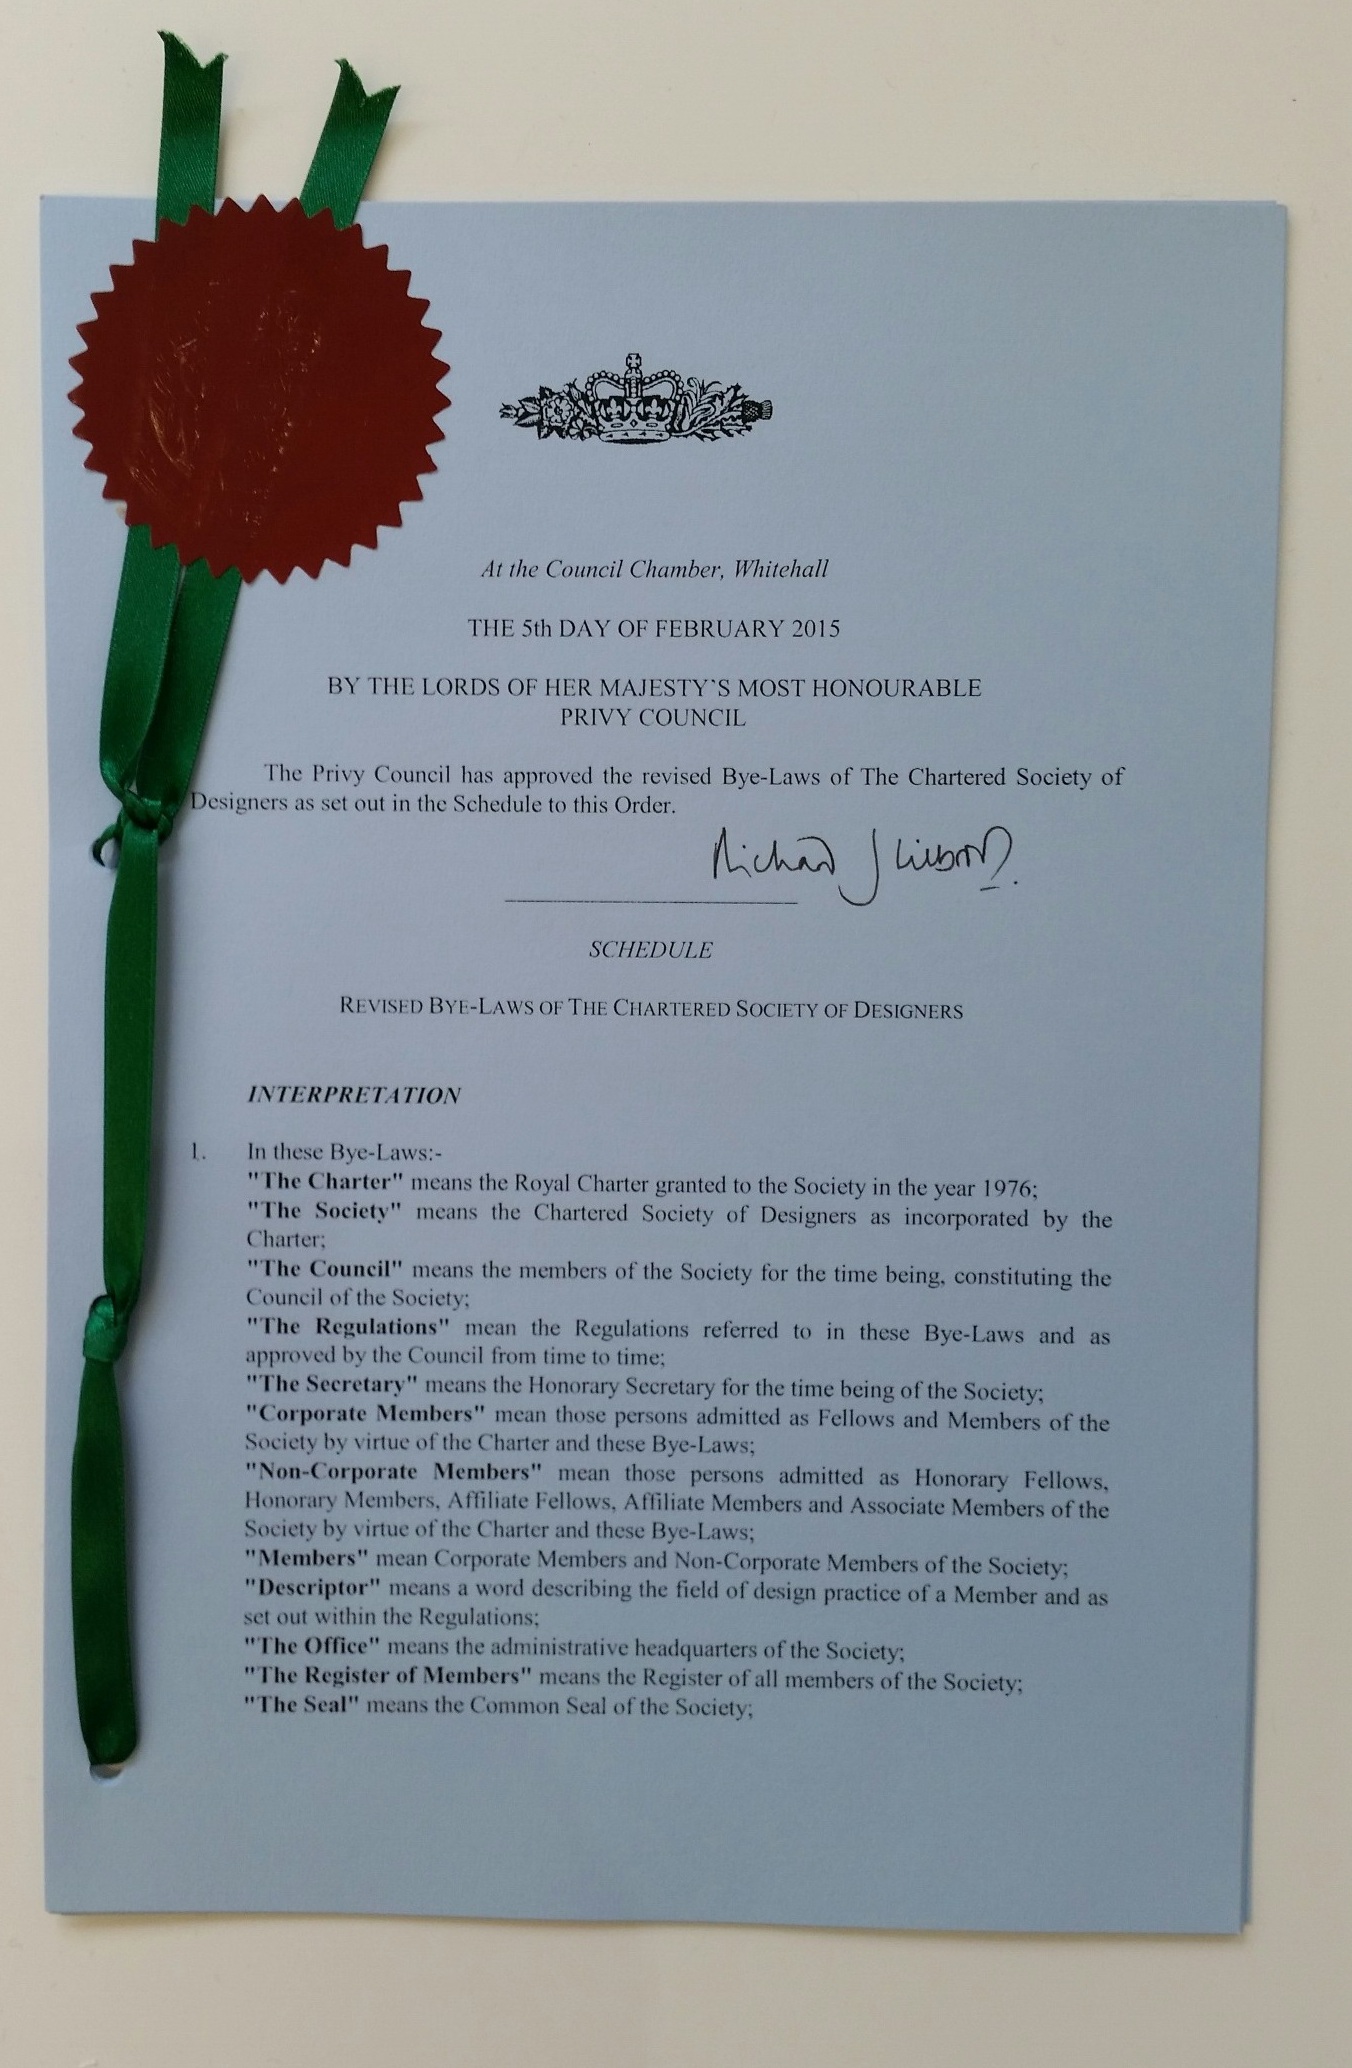 At the Council Chamber, Whitehall
THE 5th DAY OF FEBRUARY 2015
BY THE LORDS OF HER MAJESTY`S MOST HONOURABLE
PRIVY COUNCIL
The Privy Council has approved the revised Bye-Laws of The Chartered Society of
Designers as set out in the Schedule to this Order.
Richard
SCHEDULE
REVISED BYE-LAWS OF THE CHARTERED SOCIETY OF DESIGNERS
INTERPRETATION
1. In these Bye-Laws:-
"The Charter" means the Royal Charter granted to the Society in the year 1976;
"The Society" means the Chartered Society of Designers as incorporated by the
Charter;
"The Council" means the members of the Society for the time being, constituting the
Council of the Society;
"The Regulations" mean the Regulations referred to in these Bye-Laws and as
approved by the Council from time to time;
"The Secretary" means the Honorary Secretary for the time being of the Society;
"Corporate Members" mean those persons admitted as Fellows and Members of the
Society by virtue of the Charter and these Bye-Laws;
"Non-Corporate Members" mean those persons admitted as Honorary Fellows,
Honorary Members, Affiliate Fellows, Affiliate Members and Associate Members of the
Society by virtue of the Charter and these Bye-Laws;
"Members" mean Corporate Members and Non-Corporate Members of the Society;
"Descriptor" means a word describing the field of design practice of a Member and as
set out within the Regulations;
"The Office" means the administrative headquarters of the Society;
"The Register of Members" means the Register of all members of the Society;
"The Seal" means the Common Seal of the Society;